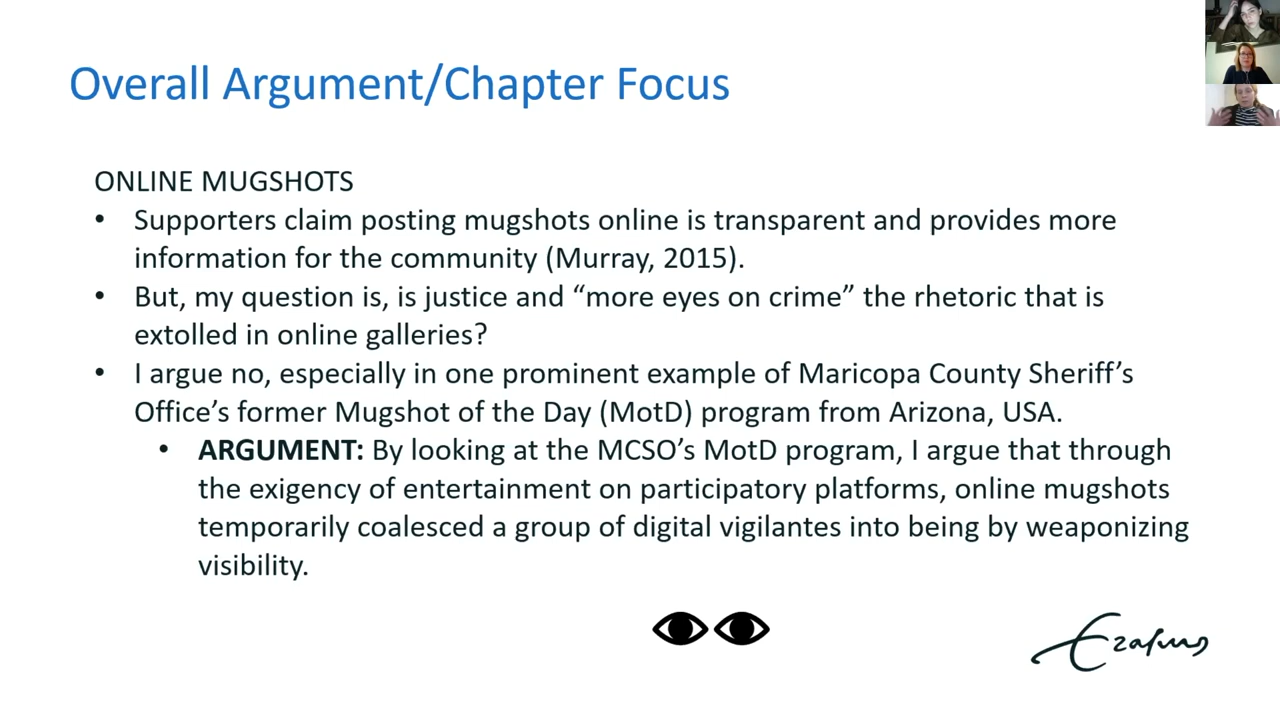 Overall Argument/Chapter Focus
ONLINE MUGSHOTS
• Supporters claim posting mugshots online is transparent and provides more
information for the community (Murray, 2015).
• But, my question is, is justice and “more eyes on crime” the rhetoric that is
extolled in online galleries?
• I argue no, especially in one prominent example of Maricopa County Sheriff’s
Office’s former Mugshot of the Day (MotD) program from Arizona, USA.
• ARGUMENT: By looking at the MCSO’s MotD program, I argue that through
the exigency of entertainment on participatory platforms, online mugshots
temporarily coalesced a group of digital vigilantes into being by weaponizing
visibility.
Erasmus